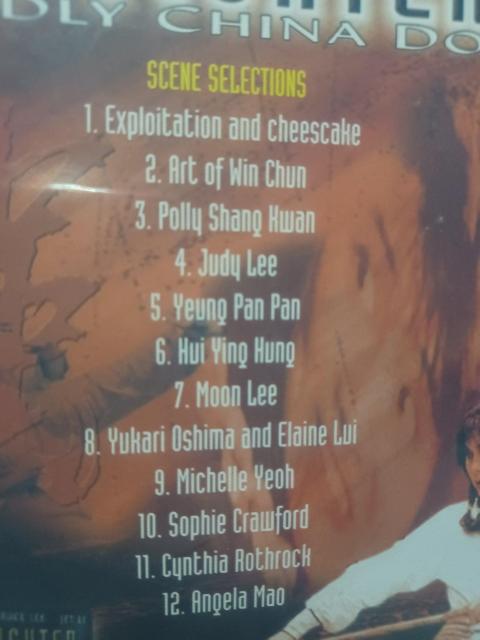 DLY CHINA DO
SCENE SELECTIONS
1. Exploitation and cheescake
2. Art of Win Chun
3. Polly Shang Kwan
4. Judy Lee
5. Yeung Pan Pan
6. Hui Ying Hung
7. Moon Lee
8. Yukari Oshima and Elaine Lui
9. Michelle Yeoh
10. Sophie Crawford
11. Cynthia Rothrock
12. Angela Mao